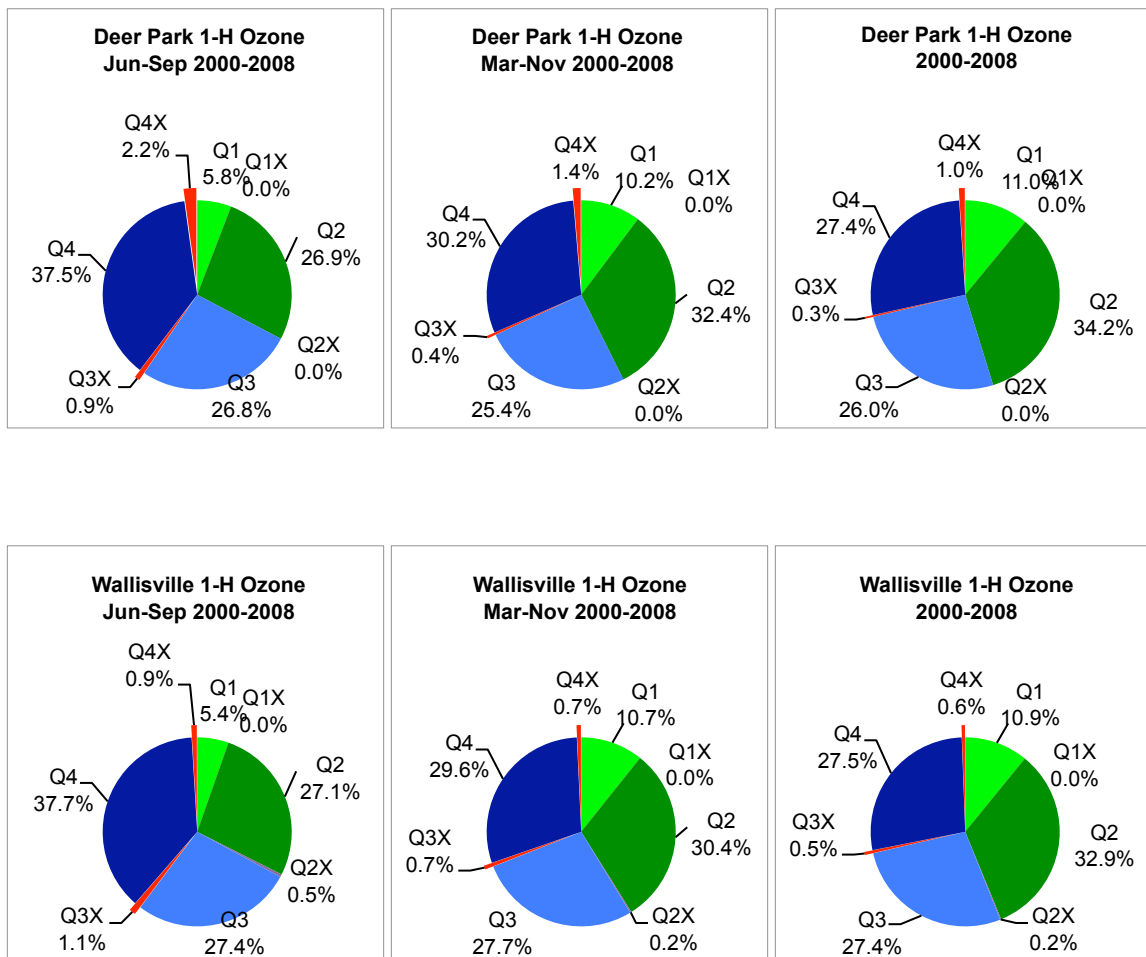 Deer Park 1-H Ozone
Jun-Sep 2000-2008
Q4X
2.2%
Q1
5.8%
Q1X
0.0%
Q2
26.9%
Q2X
0.0%
Q3
26.8%
Q3X
0.9%
Q4
37.5%
Deer Park 1-H Ozone
Mar-Nov 2000-2008
Q4X
1.4%
Q1
10.2%
Q1X
0.0%
Q2
32.4%
Q2X
0.0%
Q3
25.4%
Q3X
0.4%
Q4
30.2%
Deer Park 1-H Ozone
2000-2008
Q4X
1.0%
Q1
11.0%
Q1X
0.0%
Q2
34.2%
Q2X
0.0%
Q3
26.0%
Q3X
0.3%
Q4
27.4%
Wallisville 1-H Ozone
Jun-Sep 2000-2008
Q4X
0.9%
Q1
5.4%
Q1X
0.0%
Q2
27.1%
Q2X
0.5%
Q3
27.4%
Q3X
1.1%
Q4
37.7%
Wallisville 1-H Ozone
Mar-Nov 2000-2008
Q4X
0.7%
Q1
10.7%
Q1X
0.0%
Q2
30.4%
Q2X
0.2%
Q3
27.7%
Q3X
0.7%
Q4
29.6%
Wallisville 1-H Ozone
2000-2008
Q4X
0.6%
Q1
10.9%
Q1X
0.0%
Q2
32.9%
Q2X
0.2%
Q3
27.4%
Q3X
0.5%
Q4
27.5%